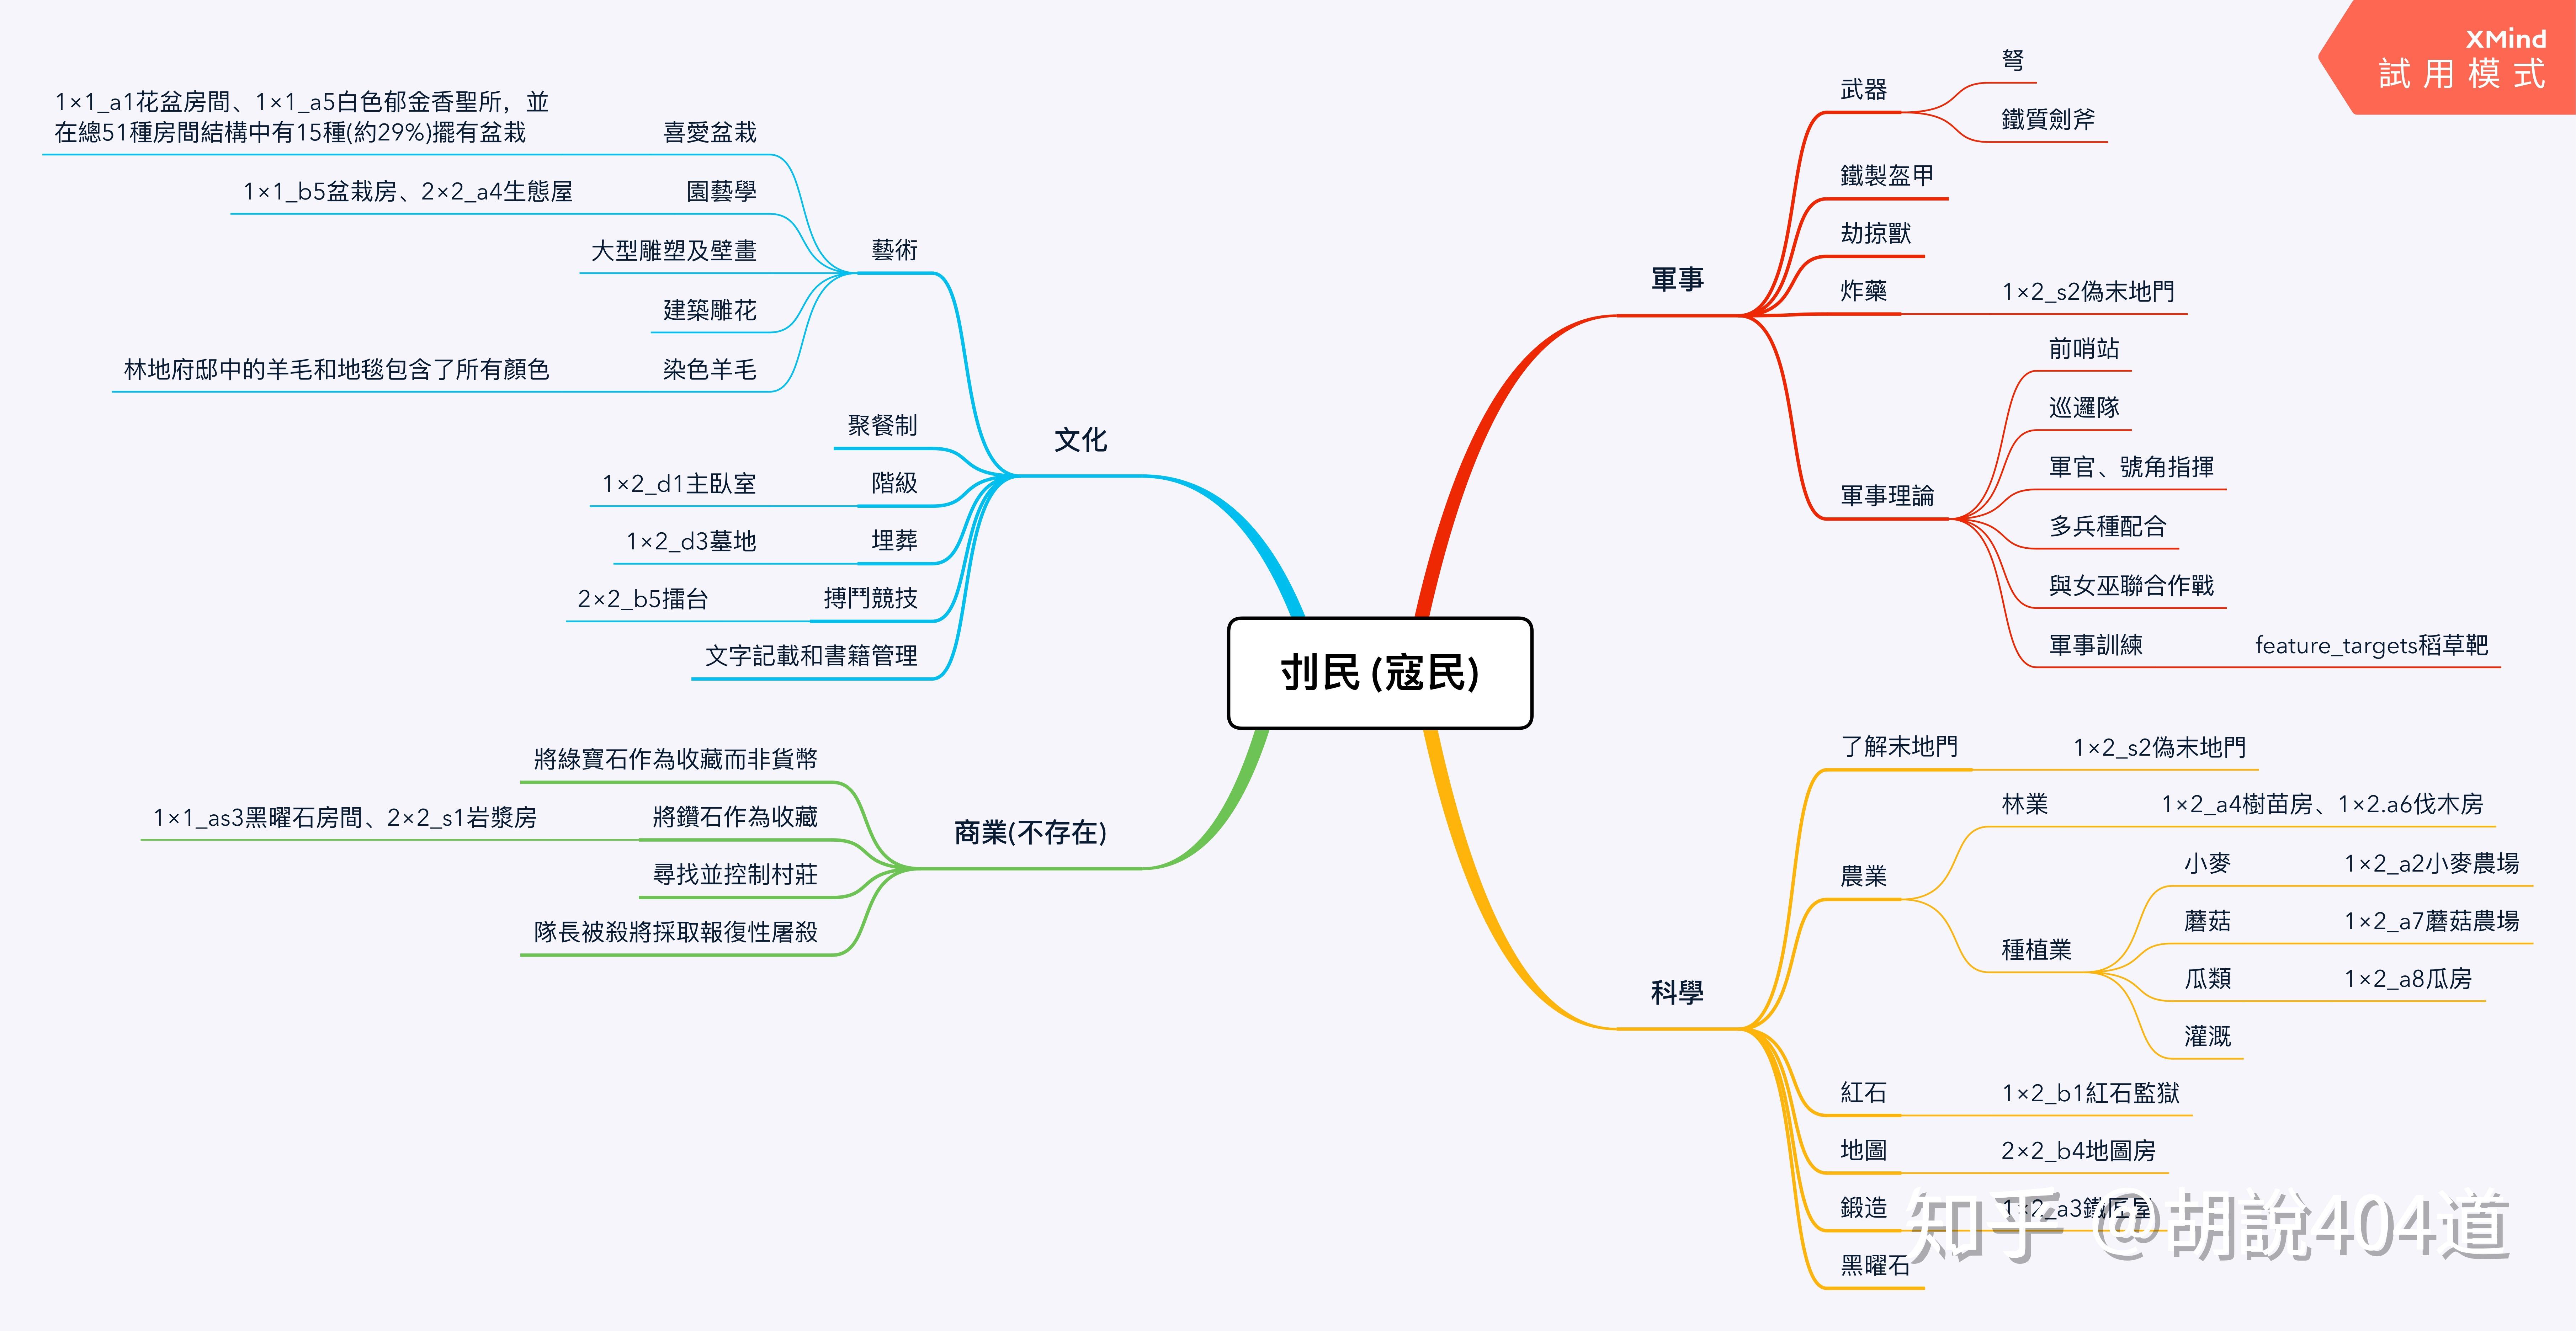 XMind
試用模式
民 (寇民)
軍事
武器
弩
鐵質劍斧
鐵製盔甲
劫掠獸
炸藥
1×2_s2偽末地門
軍事理論
前哨站
巡邏隊
軍官、號角指揮
多兵種配合
與女巫聯合作戰
軍事訓練
feature_targets稻草靶
科學
了解末地門
1×2_s2偽末地門
農業
林業
1×2_a4樹苗房、1×2.a6伐木房
種植業
小麥
1×2_a2小麥農場
蘑菇
1×2_a7蘑菇農場
瓜類
1×2_a8瓜房
灌溉
紅石
1×2_b1紅石監獄
地圖
2×2_b4地圖房
鍛造
1×2_a3鐵匠屋
黑曜石
文化
藝術
喜愛盆栽
1×1_a1花盆房間、1×1_a5白色郁金香聖所，並
在總51種房間結構中有15種(約29%)擺有盆栽
園藝學
1×1_b5盆栽房、2×2_a4生態屋
大型雕塑及壁畫
建築雕花
染色羊毛
林地府邸中的羊毛和地毯包含了所有顏色
聚餐制
階級
1×2_d1主臥室
埋葬
1×2_d3墓地
搏鬥競技
2×2_b5擂台
文字記載和書籍管理
商業(不存在)
將綠寶石作為收藏而非貨幣
將鑽石作為收藏
1×1_as3黑曜石房間、2×2_s1岩漿房
尋找並控制村莊
隊長被殺將採取報復性屠殺
知乎 @胡說404道